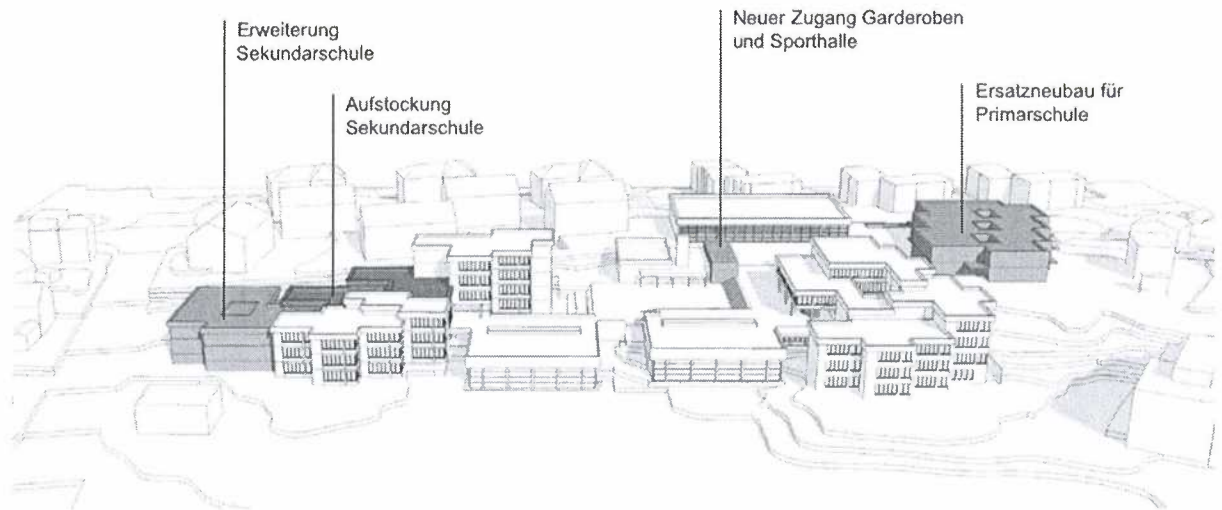 Erweiterung
Sekundarschule
Aufstockung
Sekundarschule
Neuer Zugang Garderoben
und Sporthalle
Ersatzneubau für
Primarschule